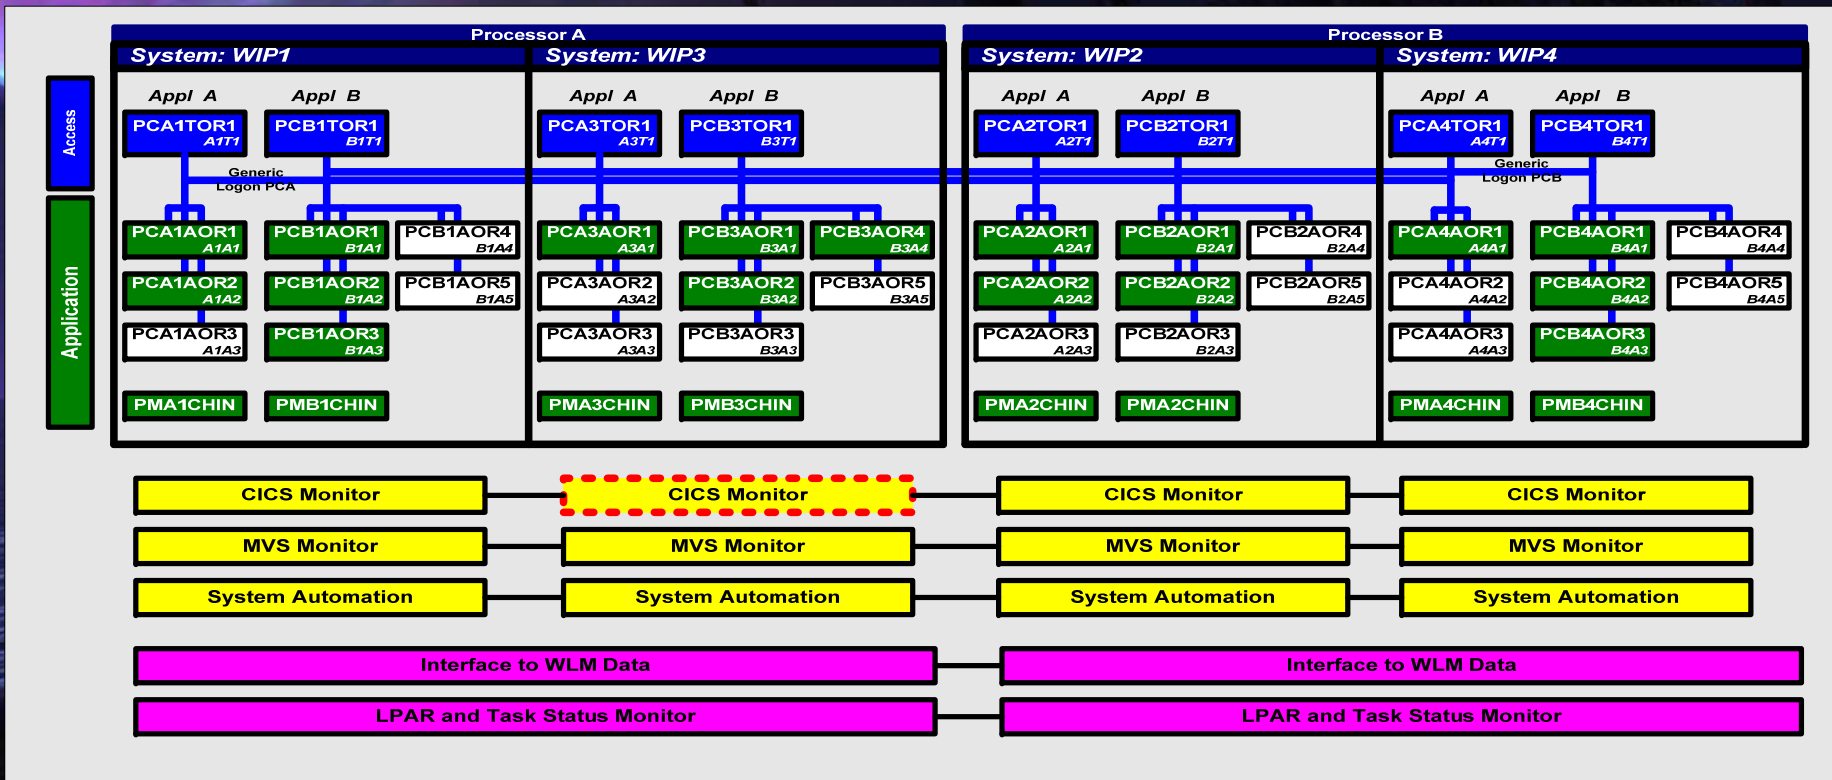 Processor A
Processor B
System: WIP1
System: WIP3
System: WIP2
System: WIP4
Access
Application
Appl A
Appl B
Appl A
Appl B
Appl A
Appl B
Appl A
Appl B
PCA1TOR1
A1T1
PCB1TOR1
B1T1
PCA3TOR1
A3T1
PCB3TOR1
B3T1
PCA2TOR1
A2T1
PCB2TOR1
B2T1
PCA4TOR1
A4T1
PCB4TOR1
B4T1
Generic
Logon PCA
Generic
Logon PCB
PCA1AOR1
A1A1
PCB1AOR1
B1A1
PCB1AOR4
B1A4
PCA3AOR1
A3A1
PCB3AOR1
B3A1
PCB3AOR4
B3A4
PCA2AOR1
A2A1
PCB2AOR1
B2A1
PCB2AOR4
B2A4
PCA4AOR1
A4A1
PCB4AOR1
B4A1
PCB4AOR4
B4A4
PCA1AOR2
A1A2
PCB1AOR2
B1A2
PCB1AOR5
B1A5
PCA3AOR2
A3A2
PCB3AOR2
B3A2
PCB3AOR5
B3A5
PCA2AOR2
A2A2
PCB2AOR2
B2A2
PCB2AOR5
B2A5
PCA4AOR2
A4A2
PCB4AOR2
B4A2
PCB4AOR5
B4A5
PCA1AOR3
A1A3
PCB1AOR3
B1A3
PCA3AOR3
A3A3
PCB3AOR3
B3A3
PCA2AOR3
A2A3
PCB2AOR3
B2A3
PCA4AOR3
A4A3
PCB4AOR3
B4A3
PMA1CHIN
PMB1CHIN
PMA3CHIN
PMB3CHIN
PMA2CHIN
PMA2CHIN
PMA4CHIN
PMB4CHIN
CICS Monitor
CICS Monitor
CICS Monitor
CICS Monitor
MVS Monitor
MVS Monitor
MVS Monitor
MVS Monitor
System Automation
System Automation
System Automation
System Automation
Interface to WLM Data
Interface to WLM Data
LPAR and Task Status Monitor
LPAR and Task Status Monitor